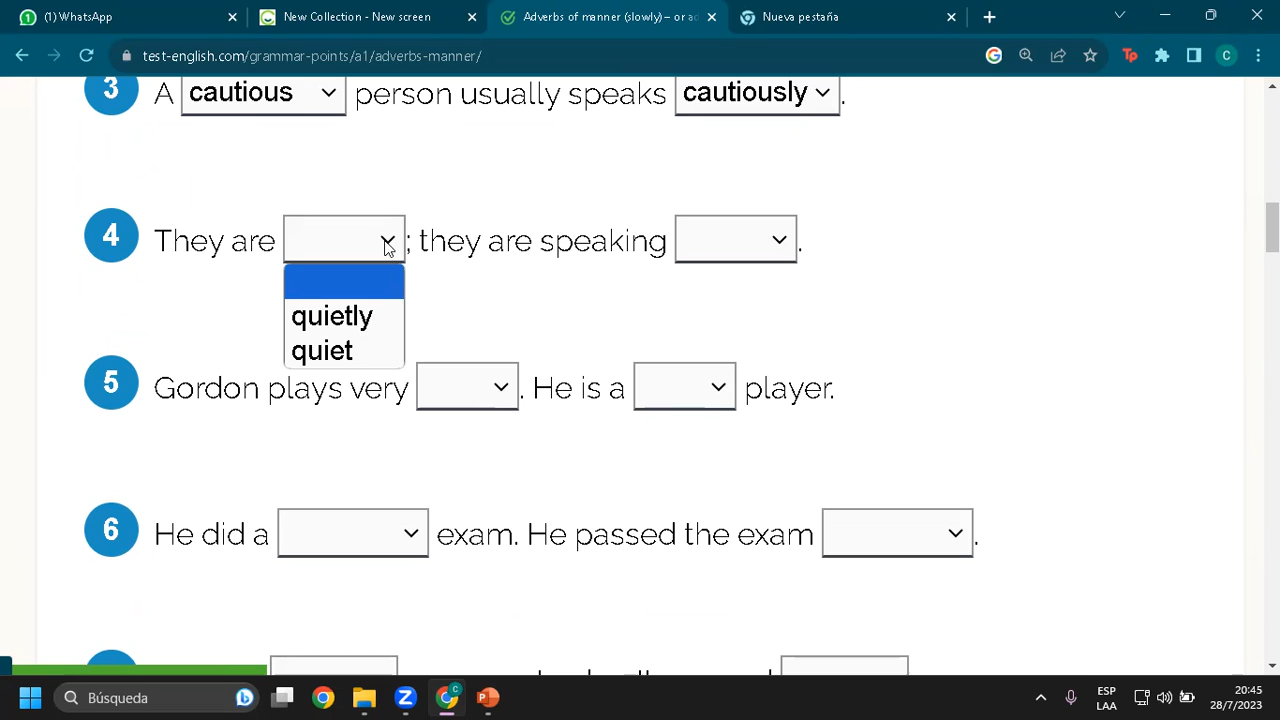 (1) WhatsApp
New Collection - New screen
Adverbs of manner (slowly) – or ad
Nueva pestaña
test-english.com/grammar-points/a1/adverbs-manner/
3 A cautious person usually speaks cautiously.
4 They are ; they are speaking .
quietly
quiet
5 Gordon plays very . He is a player.
6 He did a exam. He passed the exam .
Búsqueda
ESP
LAA
20:45
28/7/2023